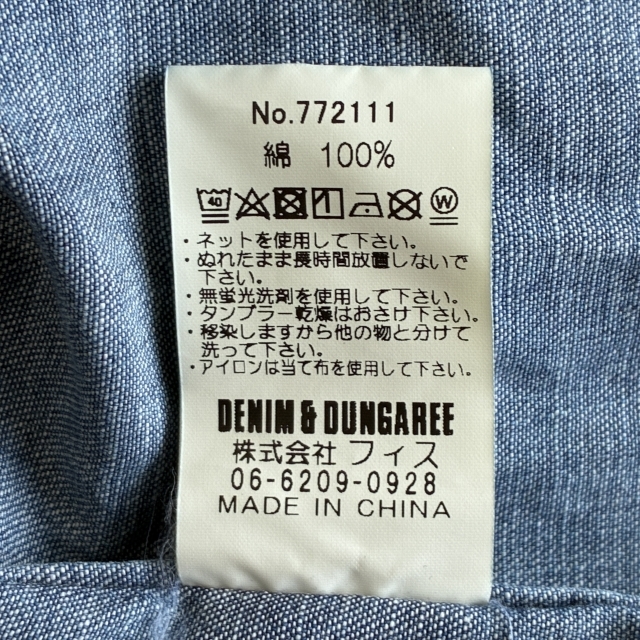 No.772111
綿 100%
40 W
・ネットを使用して下さい。
・ぬれたまま長時間放置しないで
下さい。
・無蛍光洗剤を使用して下さい。
・タンブラー乾燥はおさけ下さい。
・移染しますから他の物と分けて
洗って下さい。
・アイロンは当て布を使用して下さい。
DENIM & DUNGAREE
株式会社 フィス
06-6209-0928
MADE IN CHINA